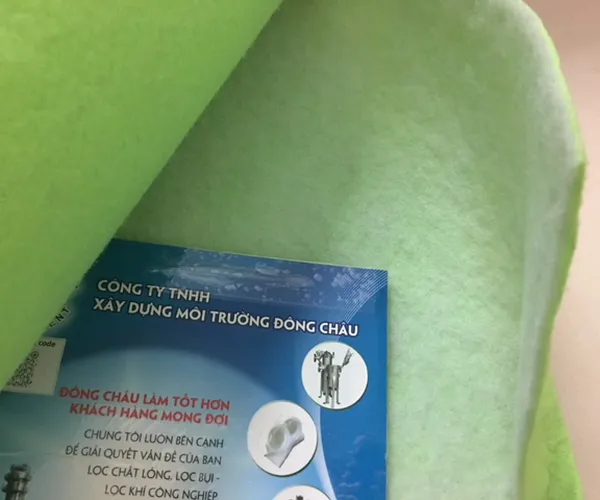 CÔNG TY TNHH
XÂY DỰNG MÔI TRƯỜNG ĐÔNG CHÂU
ENT
code
ĐÔNG CHÂU LÀM TỐT HƠN
KHÁCH HÀNG MONG ĐỢI
CHÚNG TÔI LUÔN BÊN CẠNH
ĐỂ GIẢI QUYẾT VẤN ĐỀ CỦA BẠN
LỌC CHẤT LỎNG, LỌC BỤI -
LỌC KHÍ CÔNG NGHIỆP